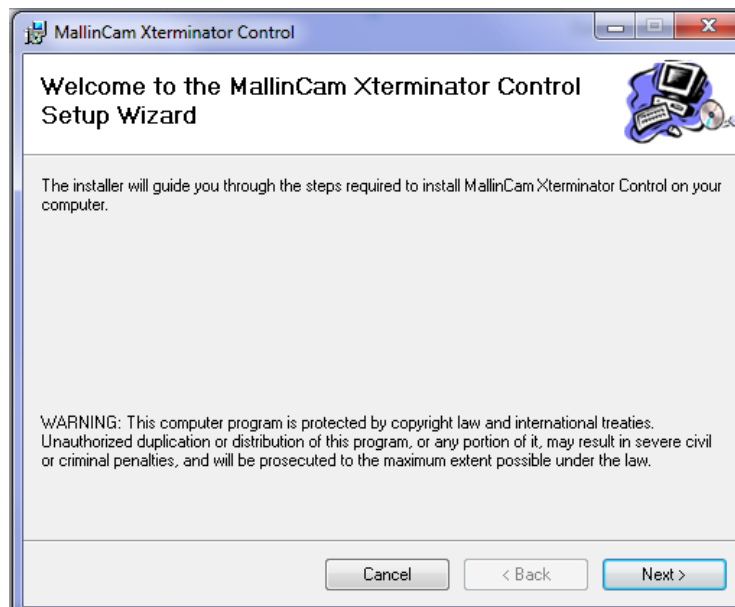 MallinCam Xterminator Control
Welcome to the MallinCam Xterminator Control
Setup Wizard
The installer will guide you through the steps required to install MallinCam Xterminator Control on your
computer.
WARNING: This computer program is protected by copyright law and international treaties.
Unauthorized duplication or distribution of this program, or any portion of it, may result in severe civil
or criminal penalties, and will be prosecuted to the maximum extent possible under the law.
Cancel
< Back
Next >